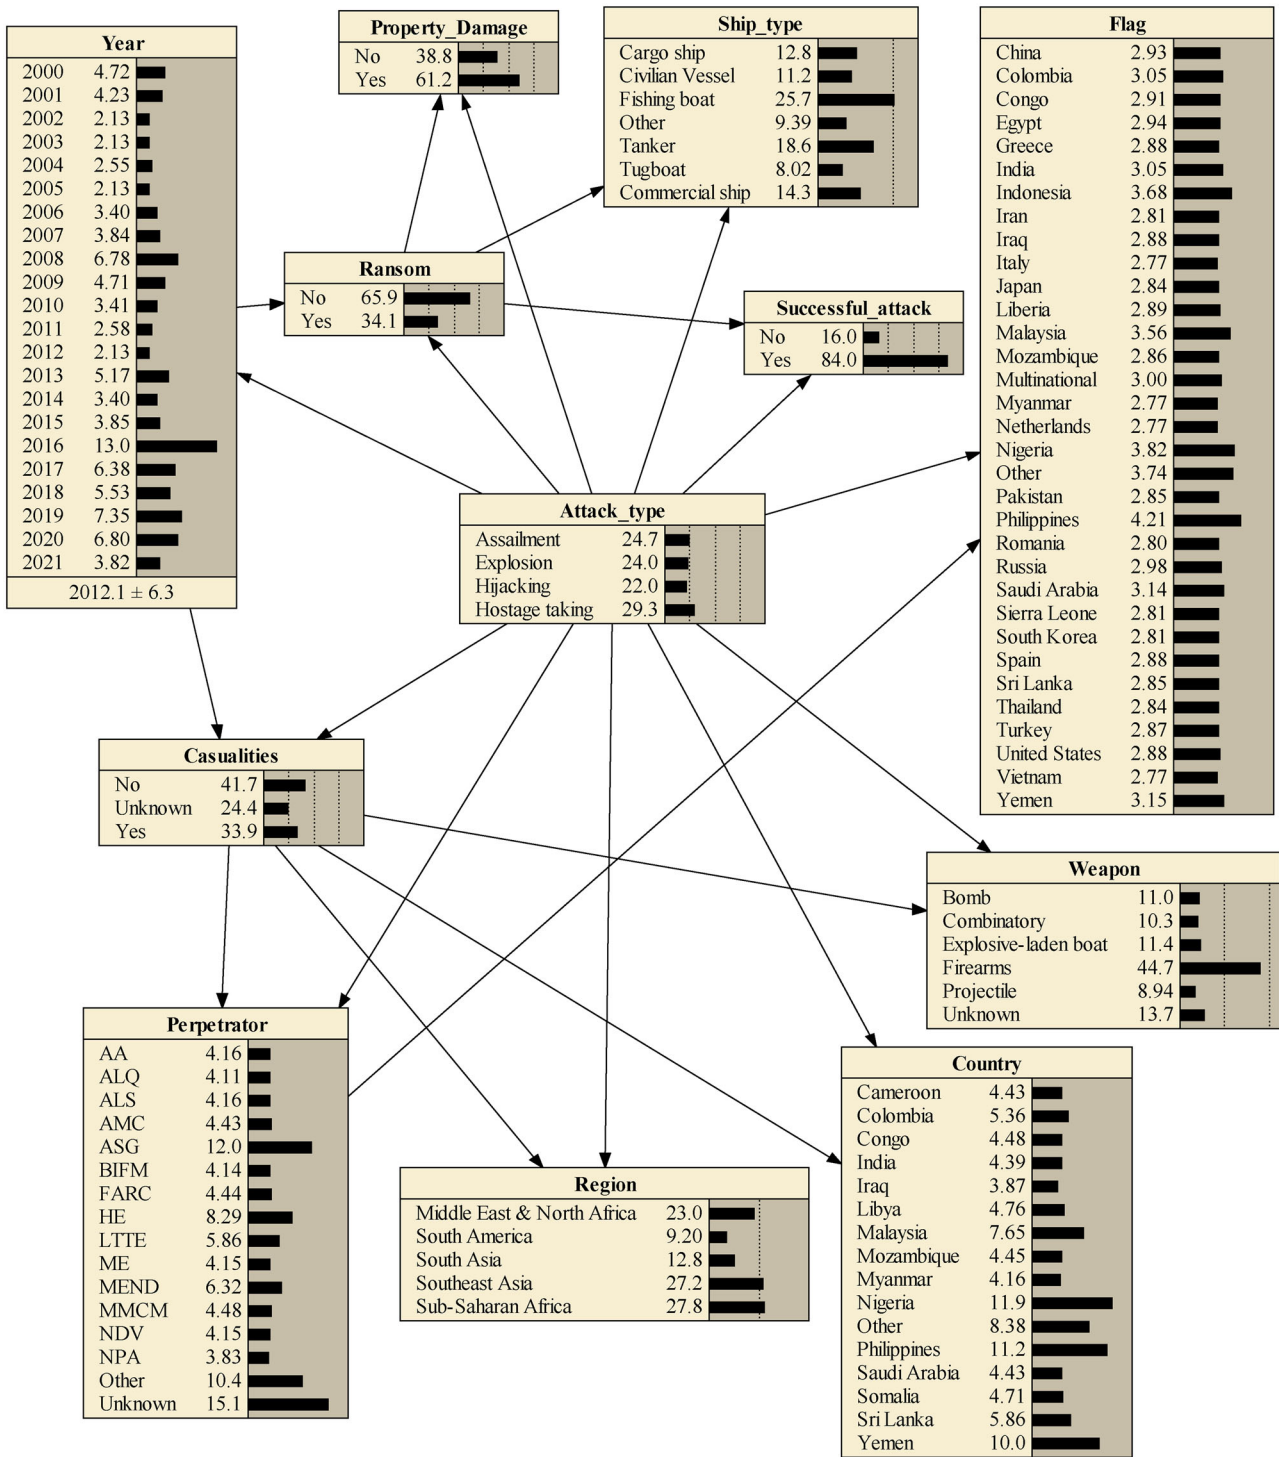 Year
2000 4.72
2001 4.23
2002 2.13
2003 2.13
2004 2.55
2005 2.13
2006 3.40
2007 3.84
2008 6.78
2009 4.71
2010 3.41
2011 2.58
2012 2.13
2013 5.17
2014 3.40
2015 3.85
2016 13.0
2017 6.38
2018 5.53
2019 7.35
2020 6.80
2021 3.82
2012.1 ± 6.3
Property_Damage
No 38.8
Yes 61.2
Ship_type
Cargo ship 12.8
Civilian Vessel 11.2
Fishing boat 25.7
Other 9.39
Tanker 18.6
Tugboat 8.02
Commercial ship 14.3
Flag
China 2.93
Colombia 3.05
Congo 2.91
Egypt 2.94
Greece 2.88
India 3.05
Indonesia 3.68
Iran 2.81
Iraq 2.88
Italy 2.77
Japan 2.84
Liberia 2.89
Malaysia 3.56
Mozambique 2.86
Multinational 3.00
Myanmar 2.77
Netherlands 2.77
Nigeria 3.82
Other 3.74
Pakistan 2.85
Philippines 4.21
Romania 2.80
Russia 2.98
Saudi Arabia 3.14
Sierra Leone 2.81
South Korea 2.81
Spain 2.88
Sri Lanka 2.85
Thailand 2.84
Turkey 2.87
United States 2.88
Vietnam 2.77
Yemen 3.15
Ransom
No 65.9
Yes 34.1
Successful_attack
No 16.0
Yes 84.0
Attack_type
Assailment 24.7
Explosion 24.0
Hijacking 22.0
Hostage taking 29.3
Casualities
No 41.7
Unknown 24.4
Yes 33.9
Weapon
Bomb 11.0
Combinatory 10.3
Explosive-laden boat 11.4
Firearms 44.7
Projectile 8.94
Unknown 13.7
Perpetrator
AA 4.16
ALQ 4.11
ALS 4.16
AMC 4.43
ASG 12.0
BIFM 4.14
FARC 4.44
HE 8.29
LTTE 5.86
ME 4.15
MEND 6.32
MMCM 4.48
NDV 4.15
NPA 3.83
Other 10.4
Unknown 15.1
Region
Middle East & North Africa 23.0
South America 9.20
South Asia 12.8
Southeast Asia 27.2
Sub-Saharan Africa 27.8
Country
Cameroon 4.43
Colombia 5.36
Congo 4.48
India 4.39
Iraq 3.87
Libya 4.76
Malaysia 7.65
Mozambique 4.45
Myanmar 4.16
Nigeria 11.9
Other 8.38
Philippines 11.2
Saudi Arabia 4.43
Somalia 4.71
Sri Lanka 5.86
Yemen 10.0